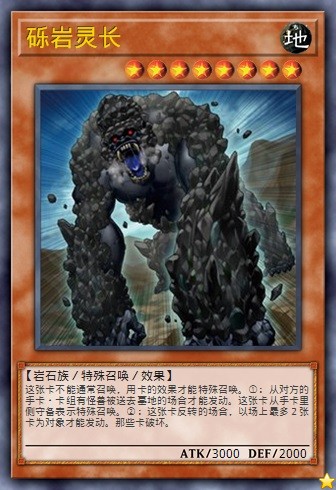 砾岩灵长
地
【岩石族／特殊召唤／效果】
这张卡不能通常召唤，用卡的效果才能特殊召唤。①：从对方的
手卡・卡组有怪兽被送去墓地的场合才能发动。这张卡从手卡里
侧守备表示特殊召唤。②：这张卡反转的场合，以场上最多２张
卡为对象才能发动。那些卡破坏。
ATK/3000 DEF/2000